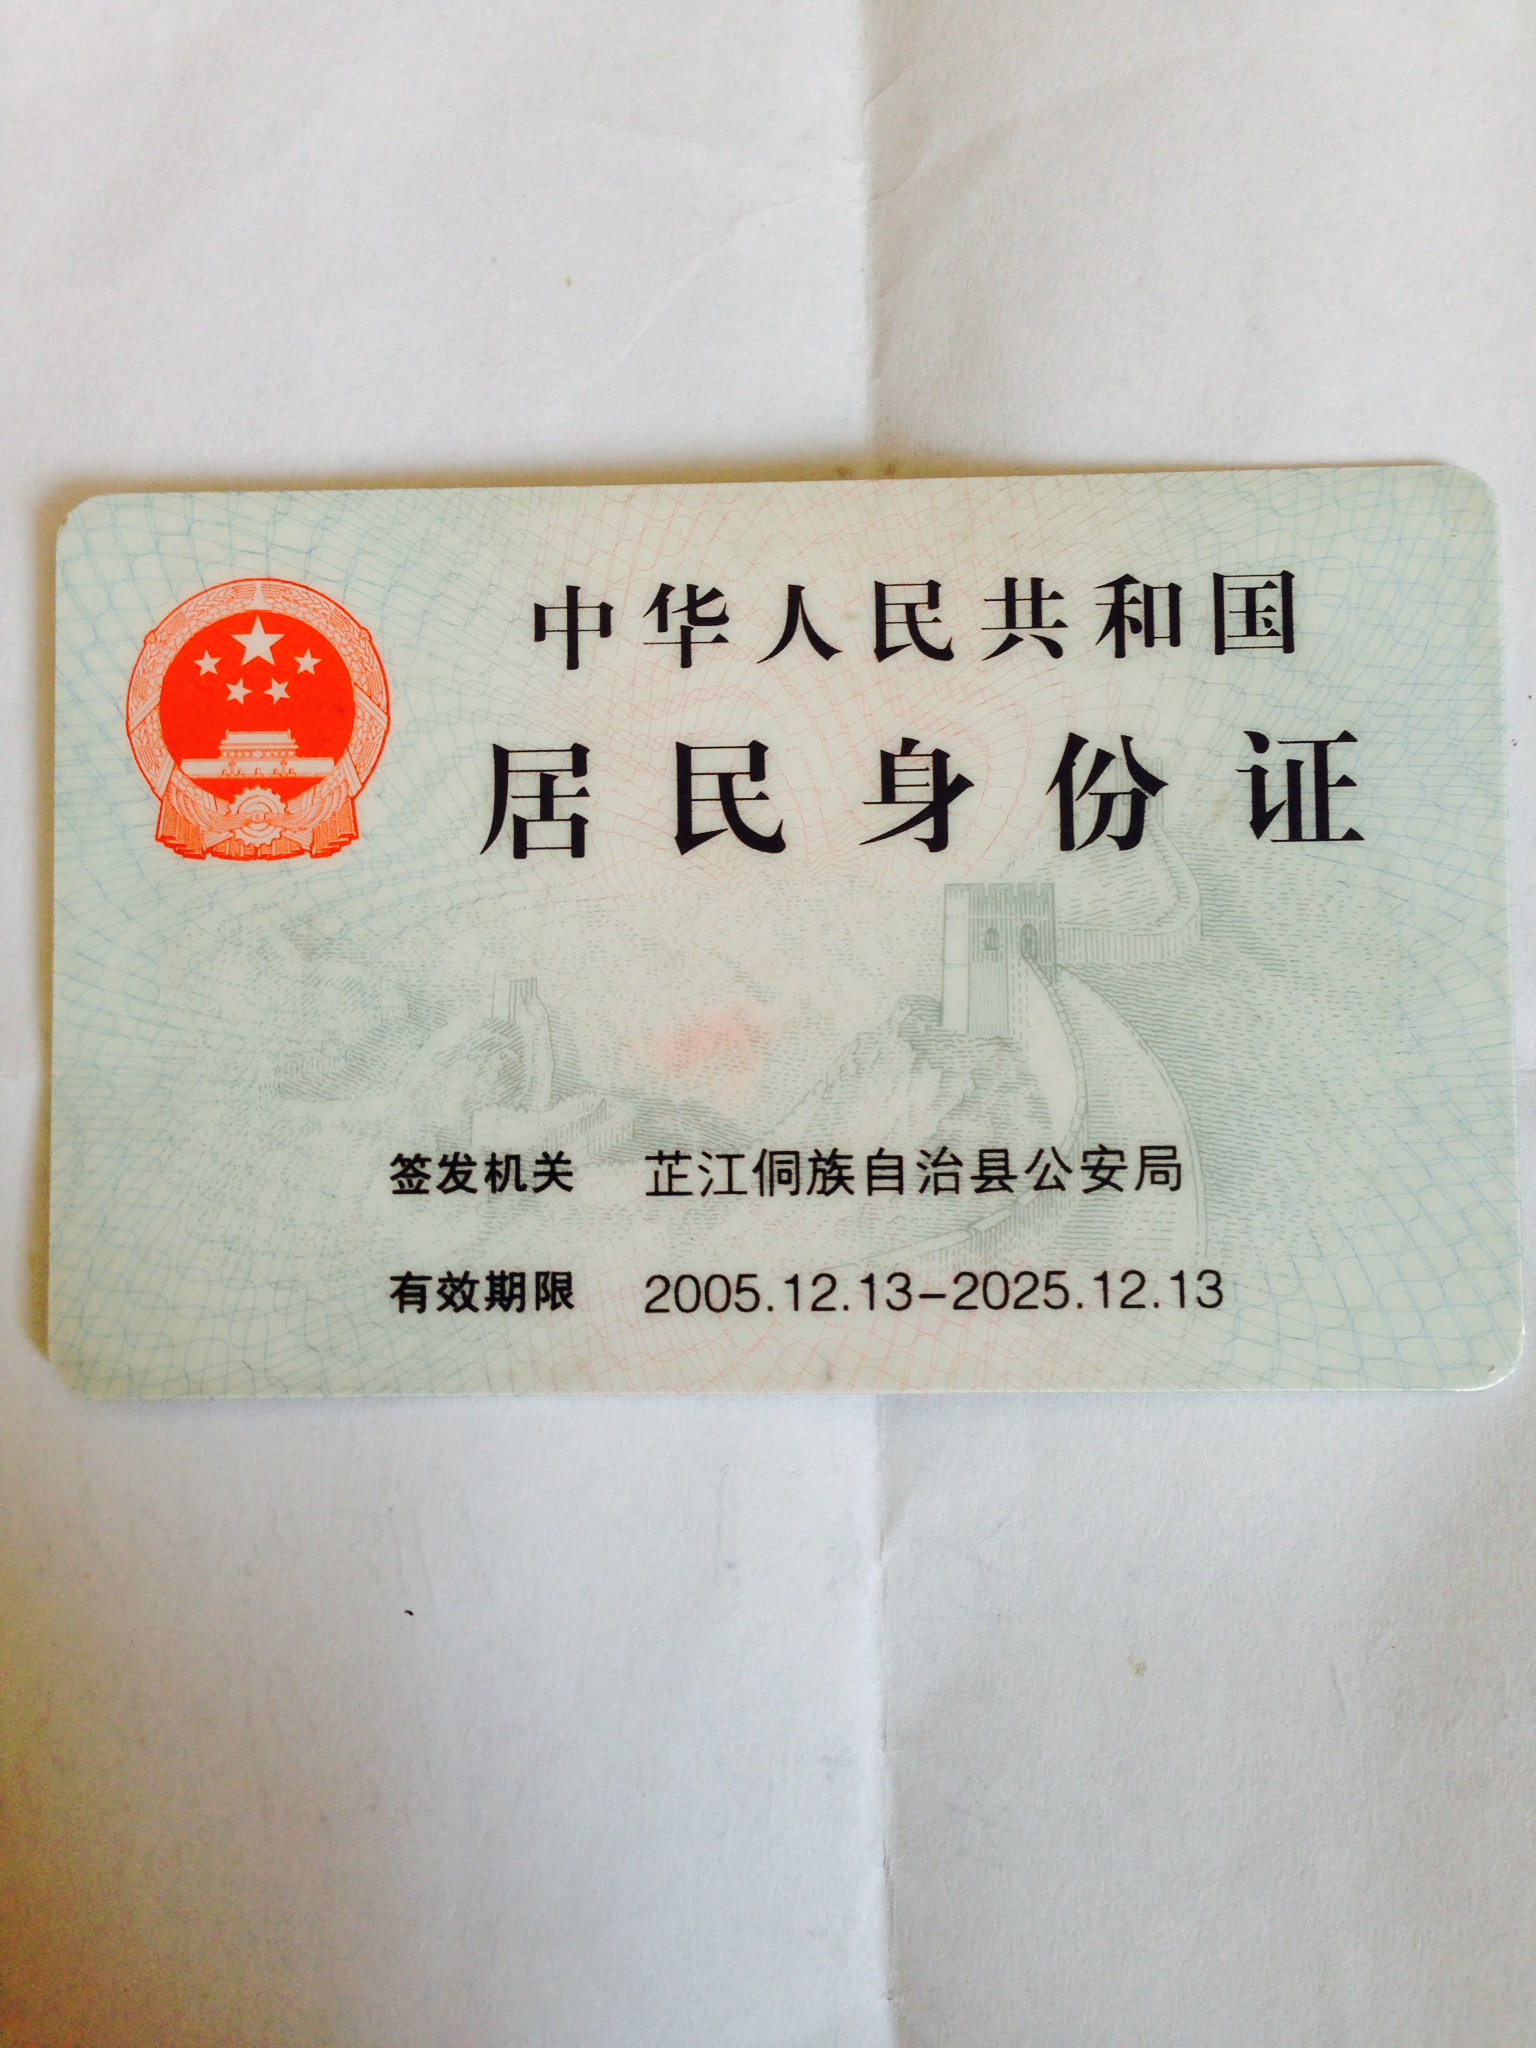 中华人民共和国
居民身份证
签发机关 芷江侗族自治县公安局
有效期限 2005.12.13-2025.12.13